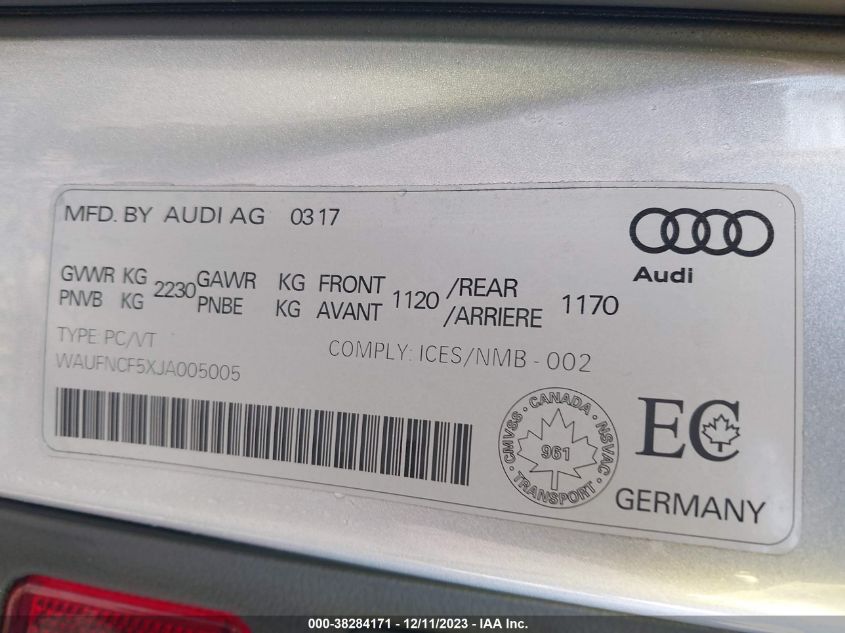 MFD. BY AUDI AG 0317
Audi
GVWR KG 2230 GAWR KG FRONT 1120 /REAR 1170
PNVB KG PNBE KG AVANT /ARRIERE
TYPE: PC/VT
COMPLY: ICES/NMB - 002
WAUFNCF5XJA005005
CANADA
CMVSS - NSVAC
961
TRANSPORT
EC
GERMANY
000-38284171 - 12/11/2023 - IAA Inc.